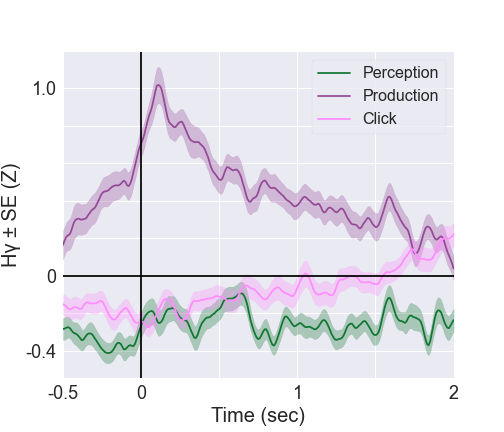 Perception
Production
Click
1.0
0
-0.4
-0.5
0
1
2
Time (sec)
Hγ ± SE (Z)